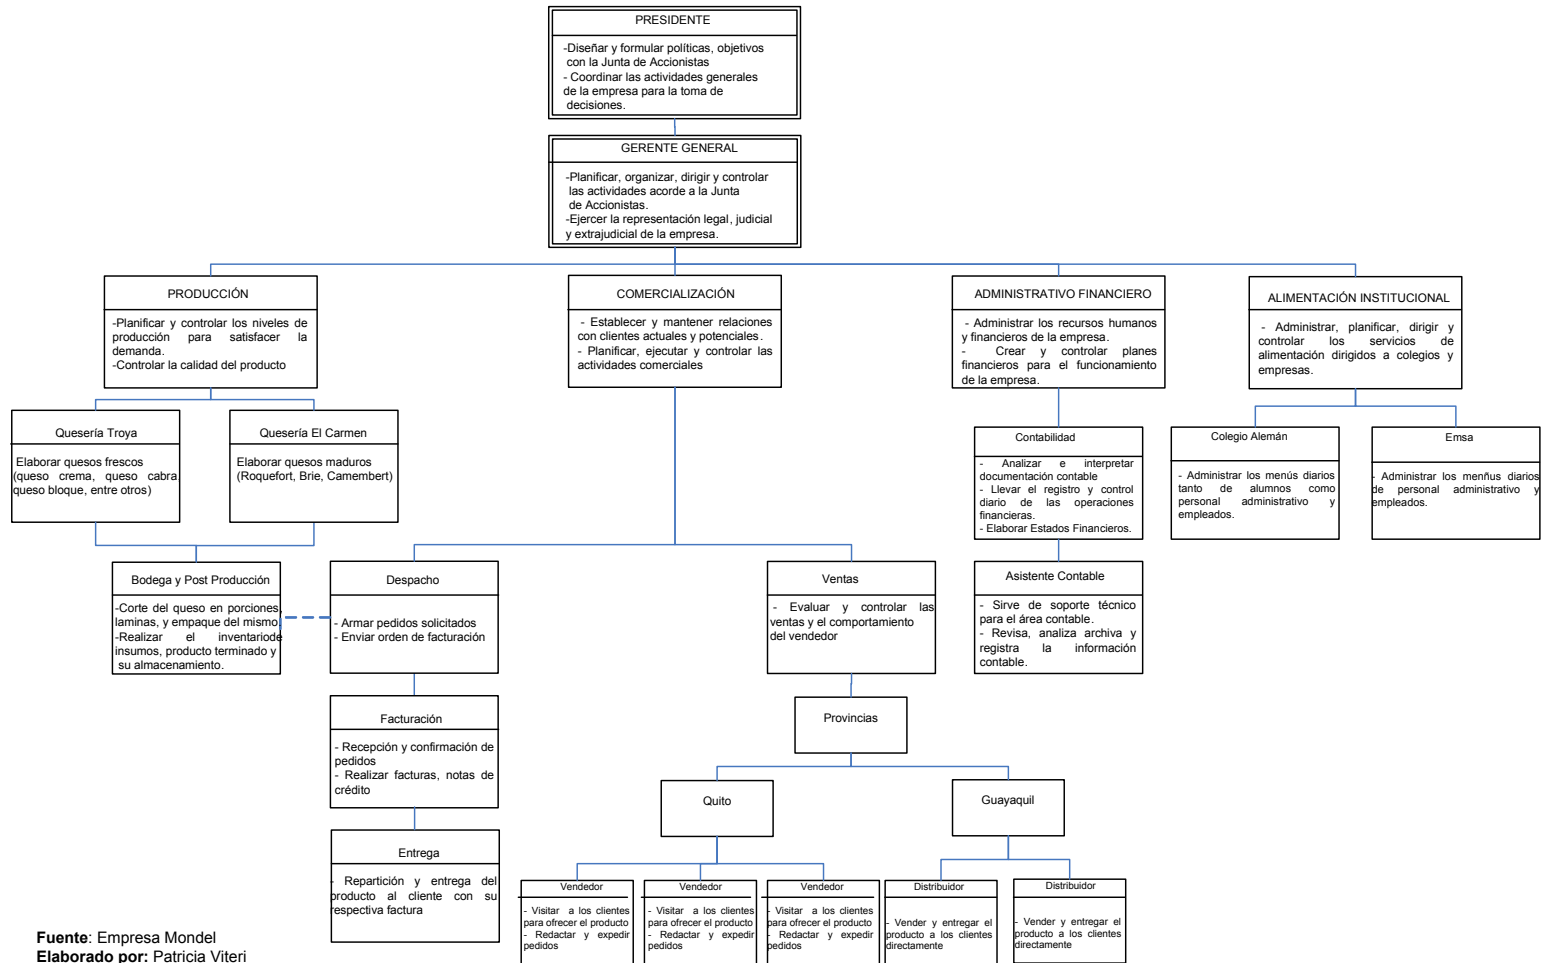 PRESIDENTE
-Diseñar y formular políticas, objetivos
con la Junta de Accionistas
- Coordinar las actividades generales
de la empresa para la toma de
decisiones.
GERENTE GENERAL
-Planificar, organizar, dirigir y controlar
las actividades acorde a la Junta
de Accionistas.
-Ejercer la representación legal, judicial
y extrajudicial de la empresa.
PRODUCCIÓN
-Planificar y controlar los niveles de
producción para satisfacer la
demanda.
-Controlar la calidad del producto
COMERCIALIZACIÓN
- Establecer y mantener relaciones
con clientes actuales y potenciales.
- Planificar, ejecutar y controlar las
actividades comerciales
ADMINISTRATIVO FINANCIERO
- Administrar los recursos humanos
y financieros de la empresa.
- Crear y controlar planes
financieros para el funcionamiento
de la empresa.
ALIMENTACIÓN INSTITUCIONAL
- Administrar, planificar, dirigir y
controlar los servicios de
alimentación dirigidos a colegios y
empresas.
Quesería Troya
Elaborar quesos frescos
(queso crema, queso cabra,
queso bloque, entre otros)
Quesería El Carmen
Elaborar quesos maduros
(Roquefort, Brie, Camembert)
Contabilidad
- Analizar e interpretar
documentación contable
- Llevar el registro y control
diario de las operaciones
financieras.
- Elaborar Estados Financieros.
Colegio Alemán
- Administrar los menús diarios
tanto de alumnos como
personal administrativo y
empleados.
Emsa
- Administrar los menñus diarios
de personal administrativo y
empleados.
Bodega y Post Producción
-Corte del queso en porciones,
laminas, y empaque del mismo.
-Realizar el inventariode
insumos, producto terminado y
su almacenamiento.
Despacho
- Armar pedidos solicitados
- Enviar orden de facturación
Ventas
- Evaluar y controlar las
ventas y el comportamiento
del vendedor
Asistente Contable
- Sirve de soporte técnico
para el área contable.
- Revisa, analiza archiva y
registra la información
contable.
Facturación
- Recepción y confirmación de
pedidos
- Realizar facturas, notas de
crédito
Provincias
Quito
Guayaquil
Entrega
- Repartición y entrega del
producto al cliente con su
respectiva factura
Vendedor
- Visitar a los clientes
para ofrecer el producto
- Redactar y expedir
pedidos
Vendedor
- Visitar a los clientes
para ofrecer el producto
- Redactar y expedir
pedidos
Vendedor
- Visitar a los clientes
para ofrecer el producto
- Redactar y expedir
pedidos
Distribuidor
- Vender y entregar el
producto a los clientes
directamente
Distribuidor
- Vender y entregar el
producto a los clientes
directamente
Fuente: Empresa Mondel
Elaborado por: Patricia Viteri